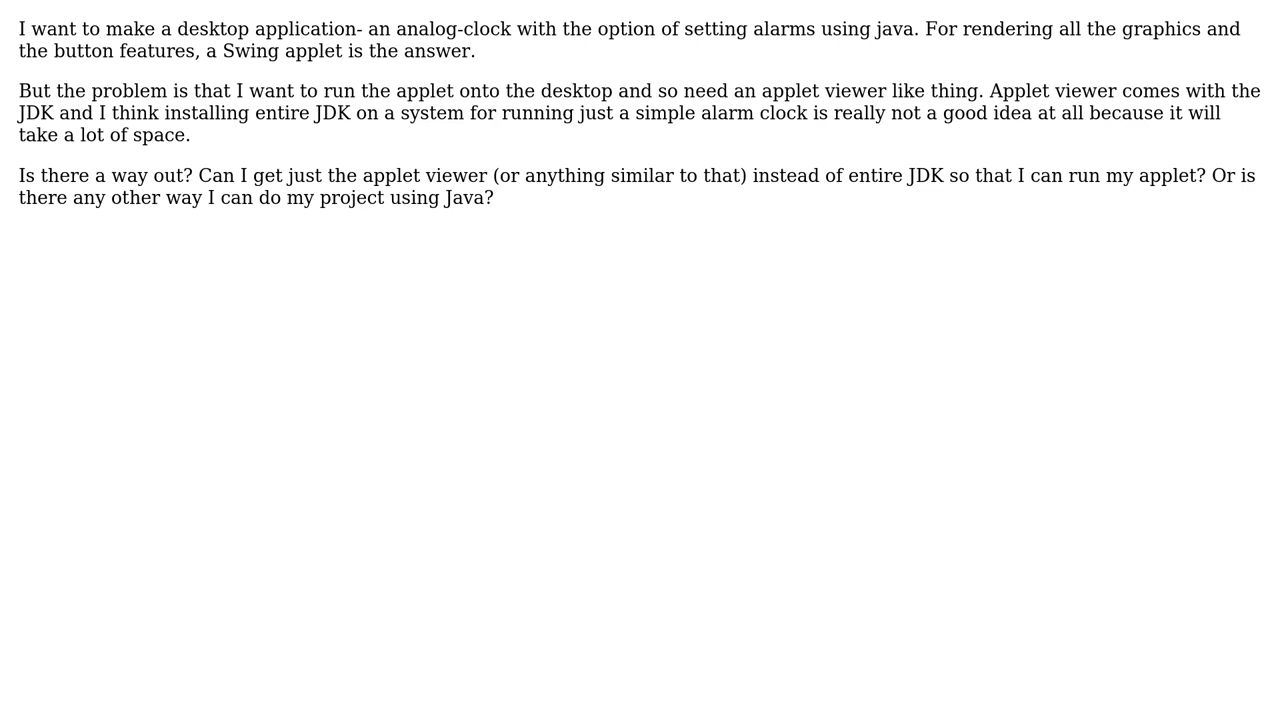 I want to make a desktop application- an analog-clock with the option of setting alarms using java. For rendering all the graphics and
the button features, a Swing applet is the answer.
But the problem is that I want to run the applet onto the desktop and so need an applet viewer like thing. Applet viewer comes with the
JDK and I think installing entire JDK on a system for running just a simple alarm clock is really not a good idea at all because it will
take a lot of space.
Is there a way out? Can I get just the applet viewer (or anything similar to that) instead of entire JDK so that I can run my applet? Or is
there any other way I can do my project using Java?